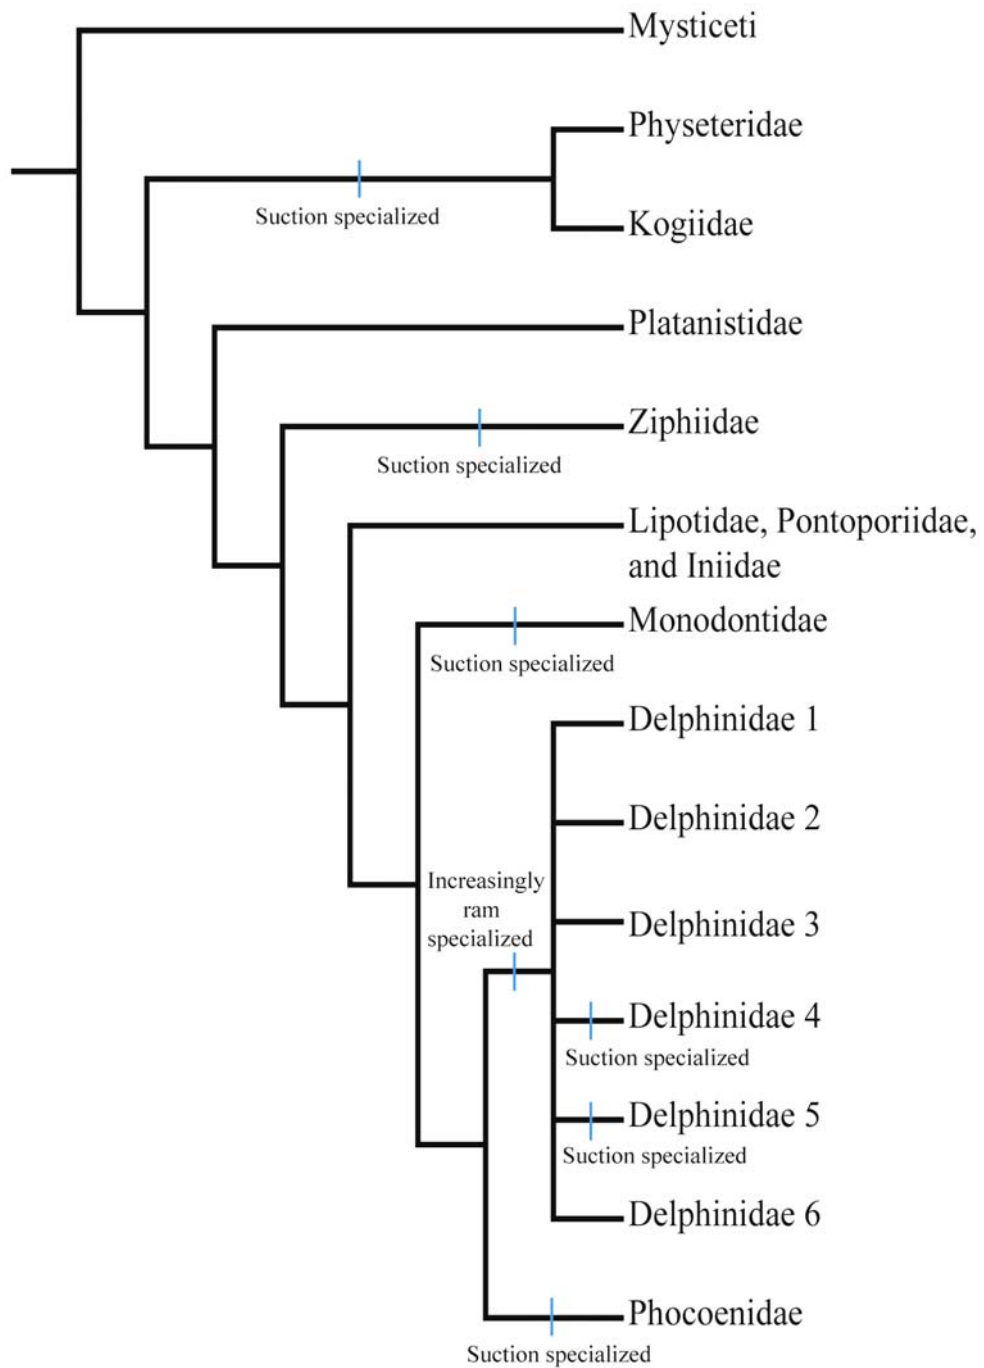 Mysticeti
Physeteridae
Suction specialized
Kogiidae
Platanistidae
Ziphiidae
Suction specialized
Lipotidae, Pontoporiidae,
and Iniidae
Monodontidae
Suction specialized
Delphinidae 1
Delphinidae 2
Increasingly
ram
specialized
Delphinidae 3
Delphinidae 4
Suction specialized
Delphinidae 5
Suction specialized
Delphinidae 6
Phocoenidae
Suction specialized